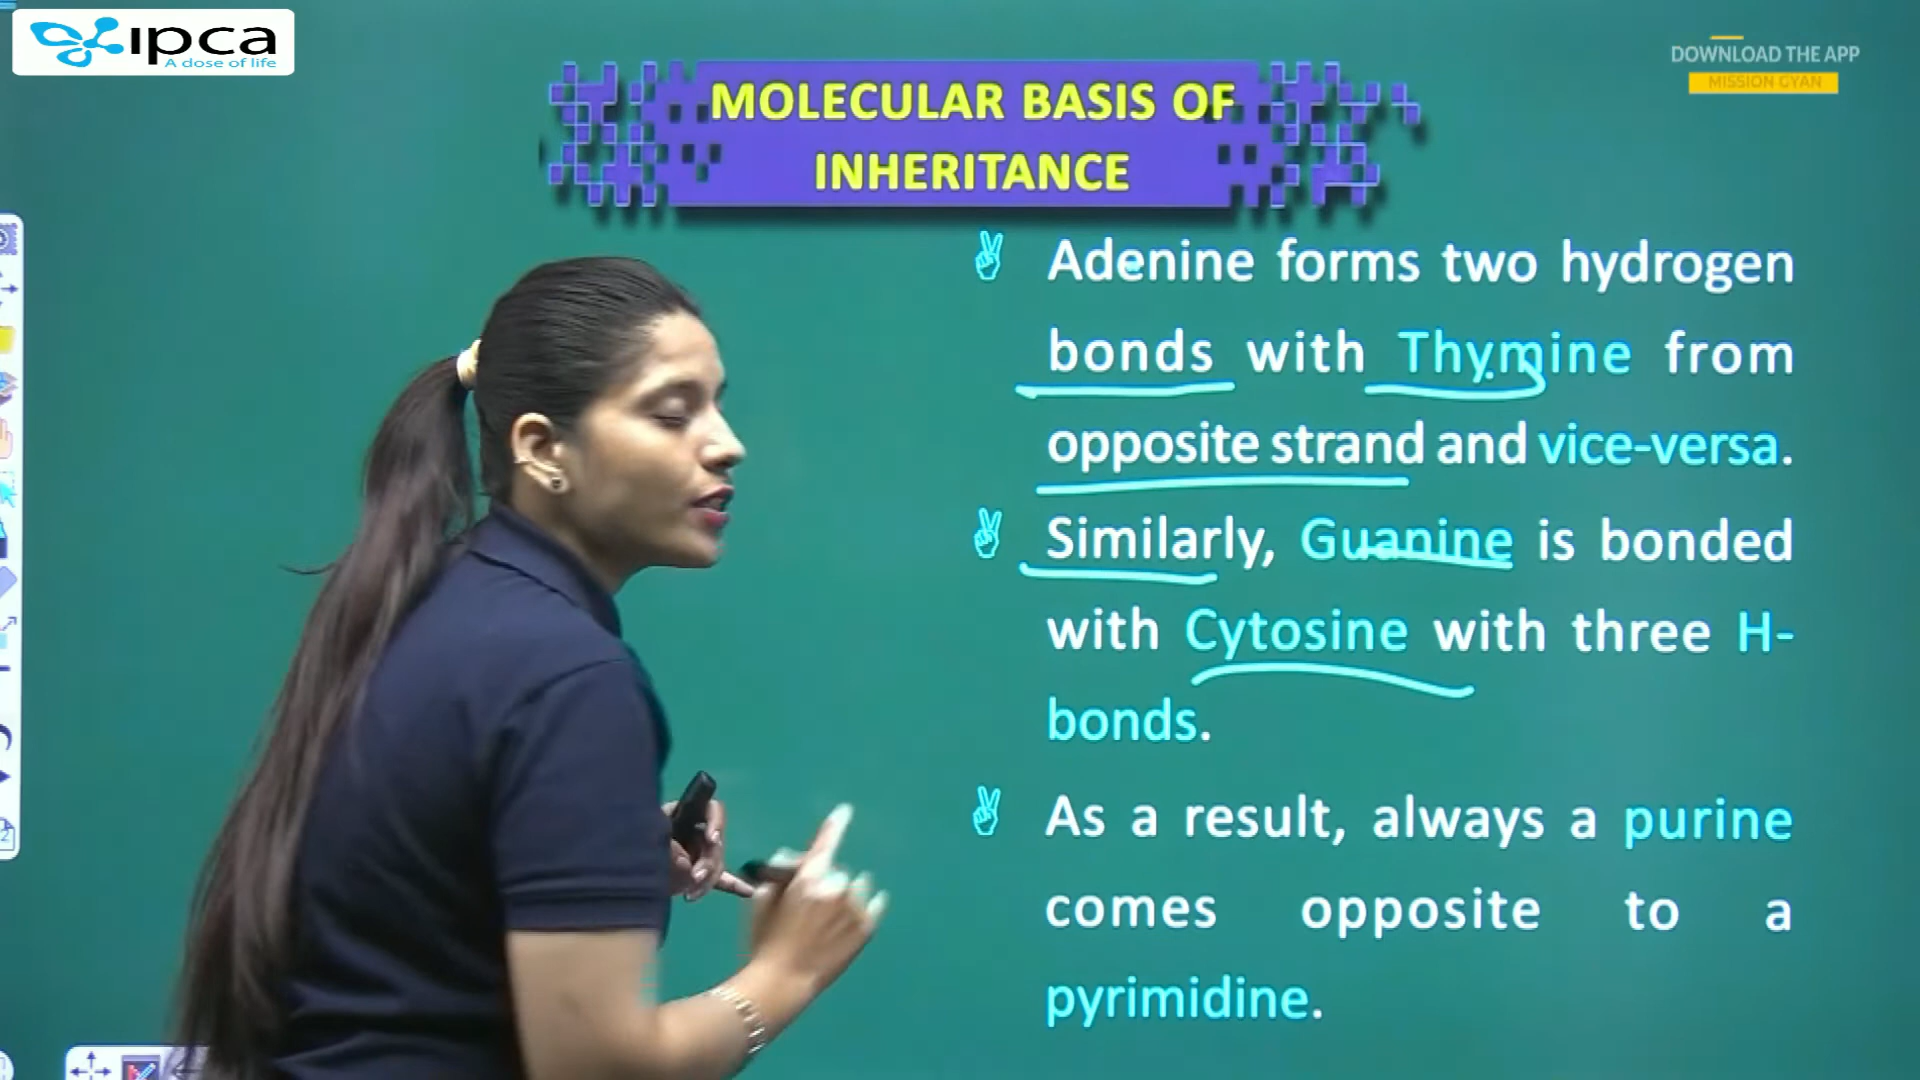 ipca
A dose of life
DOWNLOAD THE APP
MISSION GYAN
MOLECULAR BASIS OF
INHERITANCE
Adenine forms two hydrogen
bonds with Thymine from
opposite strand and vice-versa.
Similarly, Guanine is bonded
with Cytosine with three H-
bonds.
As a result, always a purine
comes opposite to a
pyrimidine.